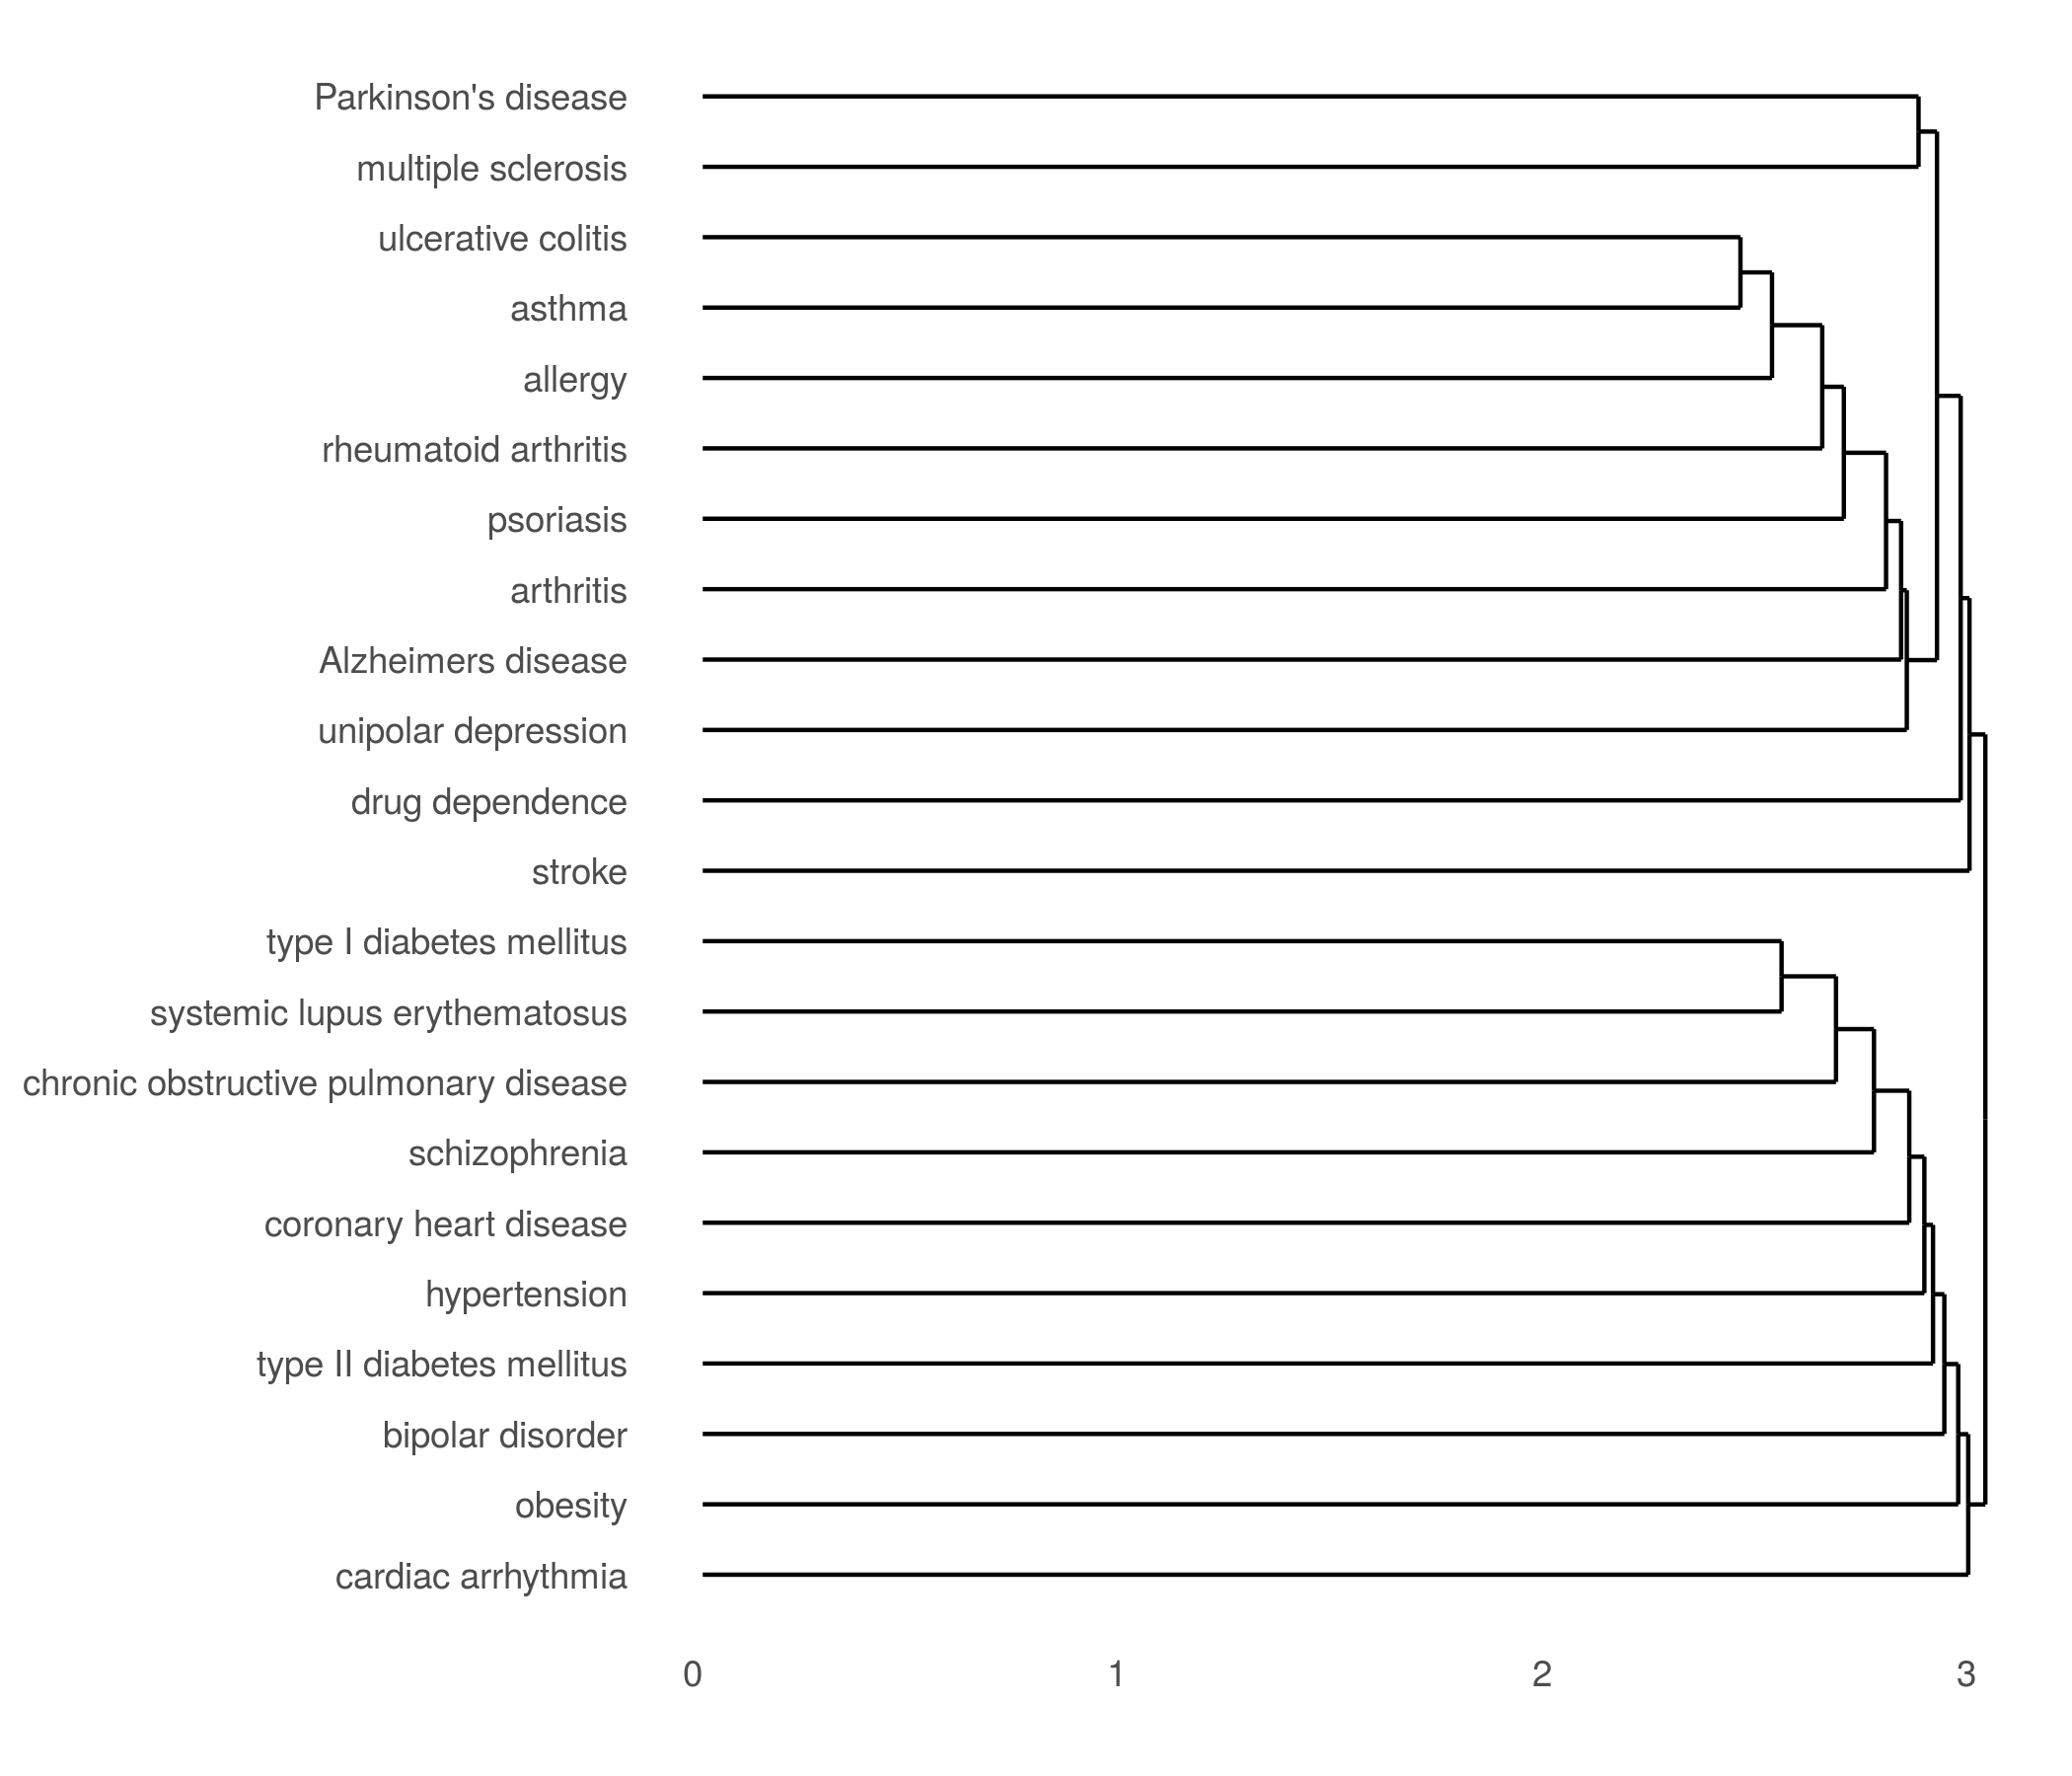 Parkinson's disease
multiple sclerosis
ulcerative colitis
asthma
allergy
rheumatoid arthritis
psoriasis
arthritis
Alzheimers disease
unipolar depression
drug dependence
stroke
type I diabetes mellitus
systemic lupus erythematosus
chronic obstructive pulmonary disease
schizophrenia
coronary heart disease
hypertension
type II diabetes mellitus
bipolar disorder
obesity
cardiac arrhythmia
0 1 2 3